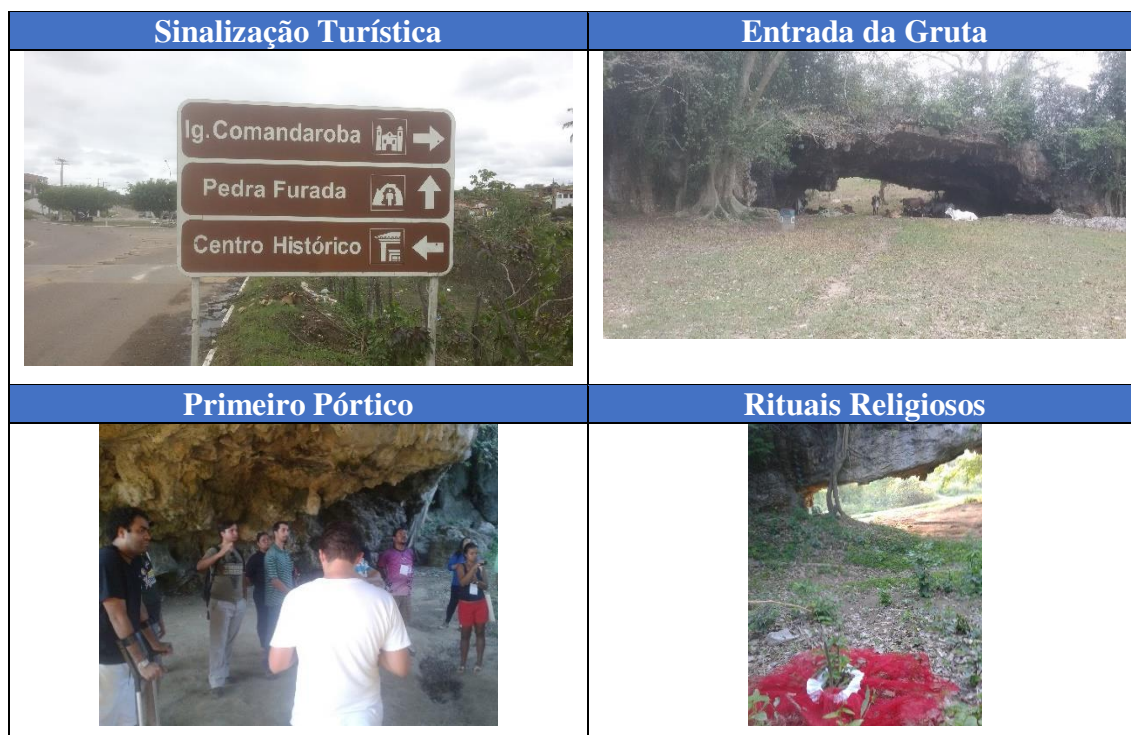 Sinalização Turística
Entrada da Gruta
Ig. Comandaroba
Pedra Furada
Centro Histórico
Primeiro Pórtico
Rituais Religiosos